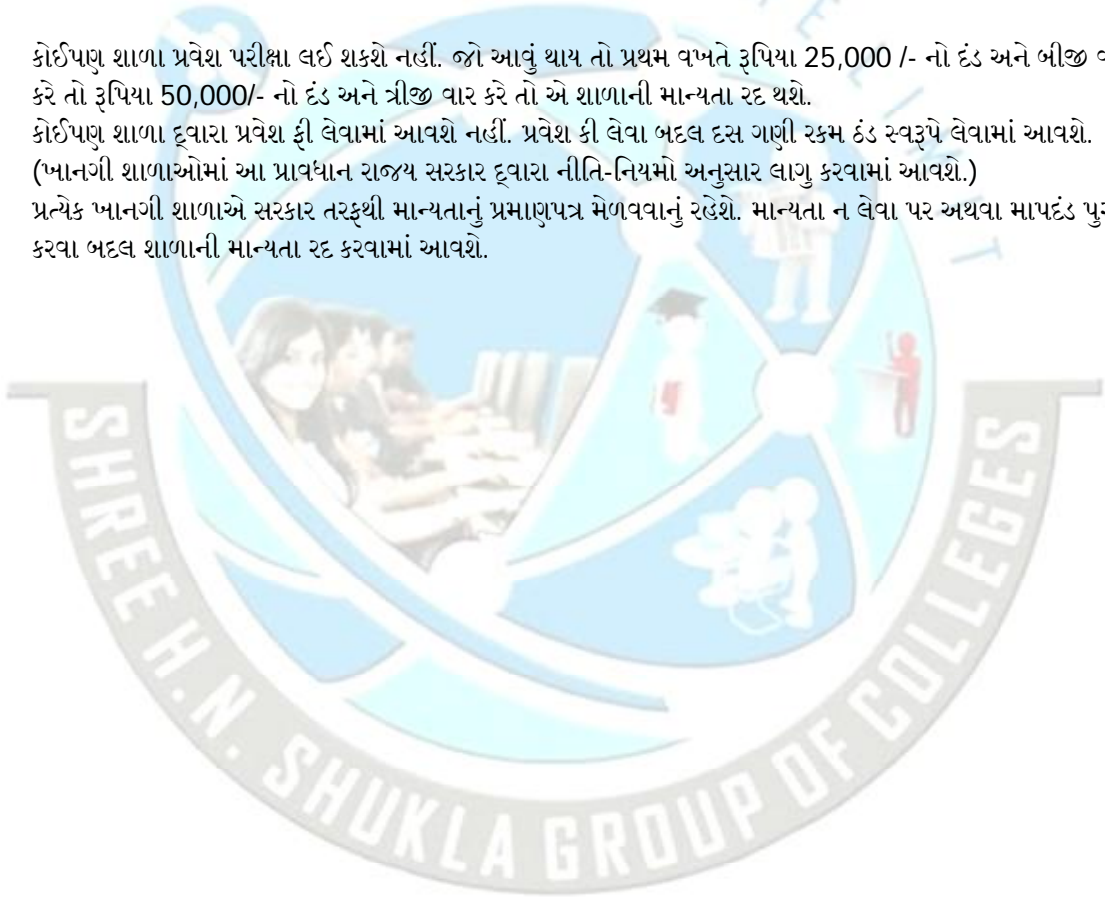 કોઈપણ શાળા પ્રવેશ પરીક્ષા લઈ શકશે નહીં. જો આવું થાય તો પ્રથમ વખતે રૂપિયા 25,000 /- નો દંડ અને બીજી
કરે તો રૂપિયા 50,000/- નો દંડ અને ત્રીજી વાર કરે તો એ શાળાની માન્યતા રદ થશે.
કોઈપણ શાળા દ્વારા પ્રવેશ ફી લેવામાં આવશે નહીં. પ્રવેશ કી લેવા બદલ દસ ગણી રકમ ઠંડ સ્વરૂપે લેવામાં આવશે.
(ખાનગી શાળાઓમાં આ પ્રાવધાન રાજય સરકાર દ્વારા નીતિ-નિયમો અનુસાર લાગુ કરવામાં આવશે.)
પ્રત્યેક ખાનગી શાળાએ સરકાર તરફથી માન્યતાનું પ્રમાણપત્ર મેળવવાનું રહેશે. માન્યતા ન લેવા પર અથવા માપદંડ
કરવા બદલ શાળાની માન્યતા રદ કરવામાં આવશે.
SHREE H.N. SHUKLA GROUP OF COLLEGES